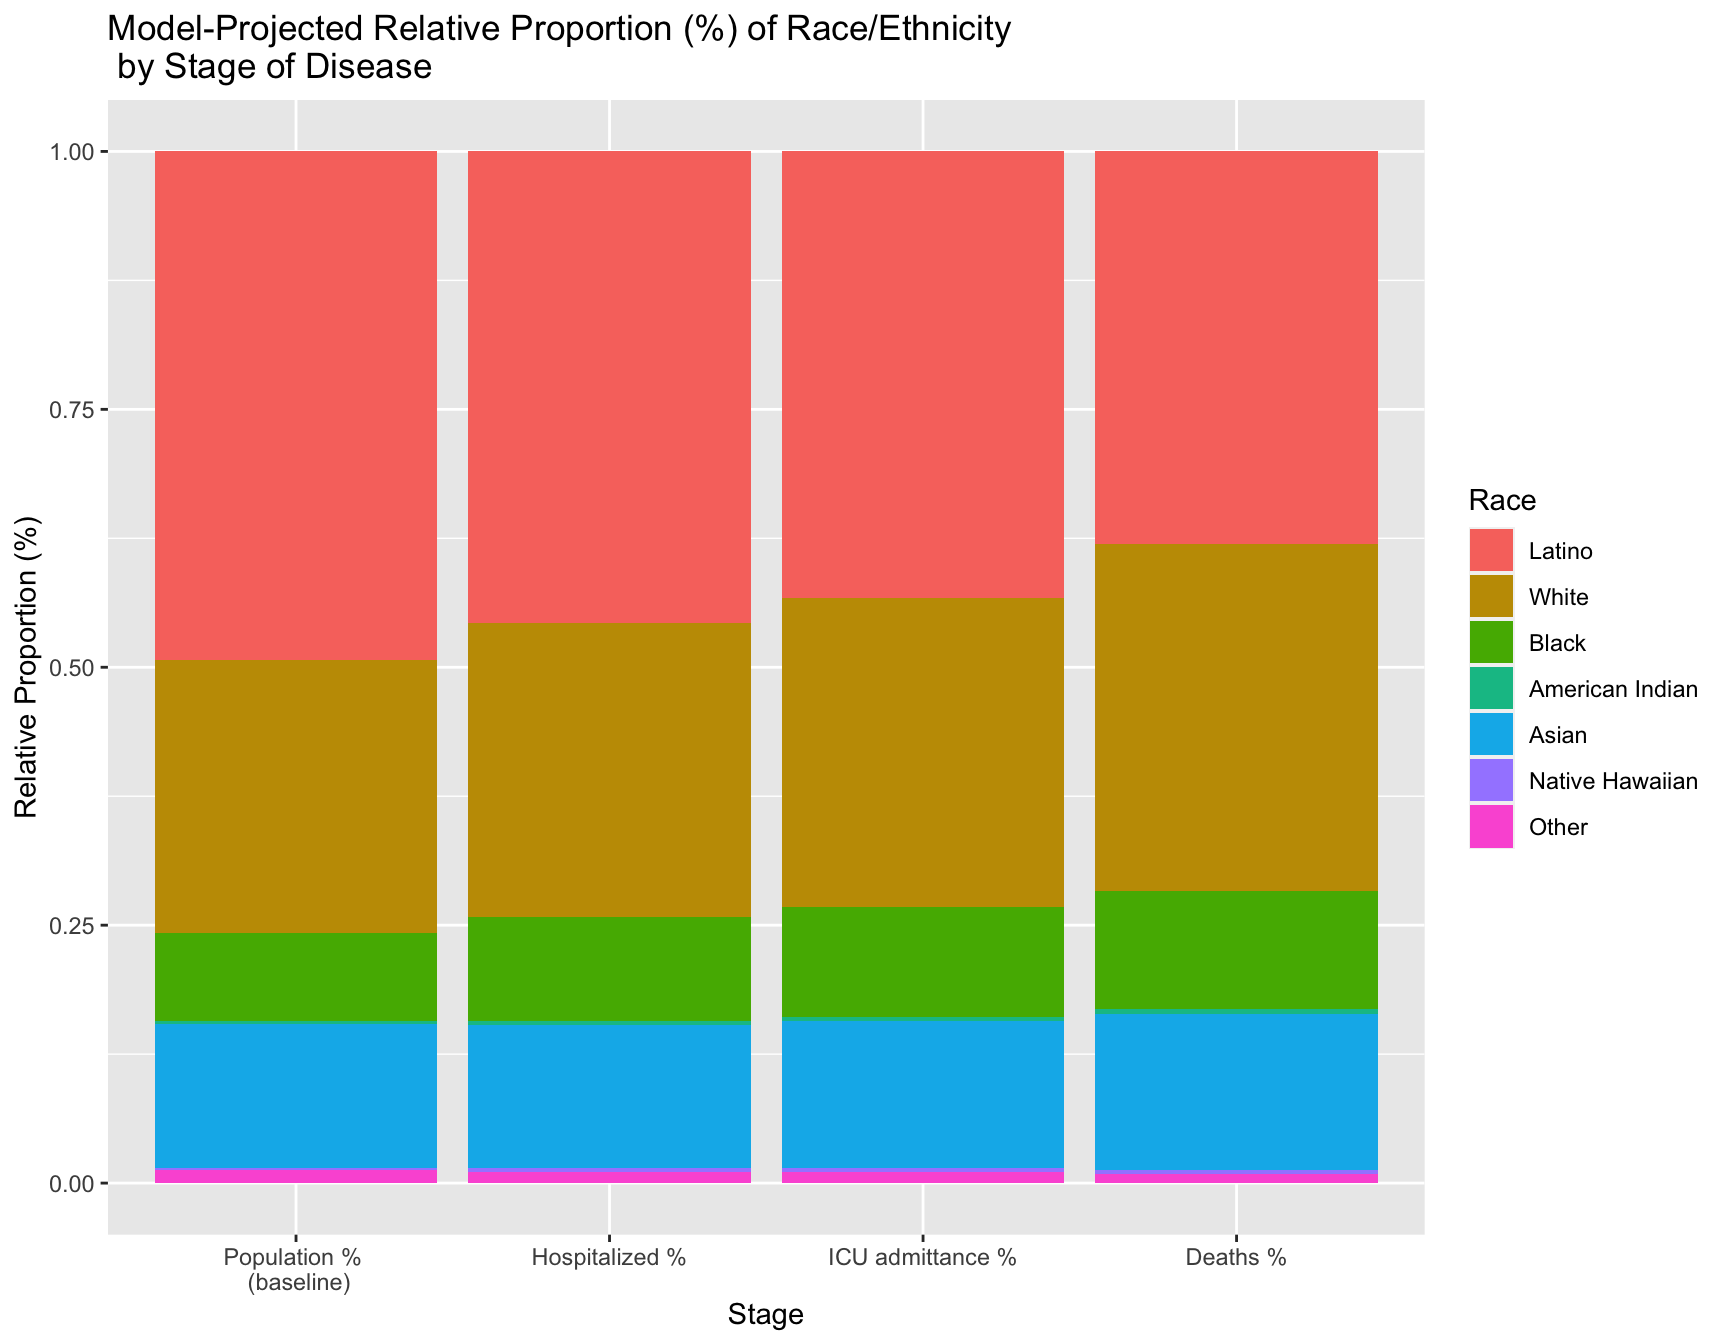 Model-Projected Relative Proportion (%) of Race/Ethnicity
by Stage of Disease
Relative Proportion (%)
1.00
0.75
0.50
0.25
0.00
Population %
(baseline)
Hospitalized %
ICU admittance %
Deaths %
Stage
Race
Latino
White
Black
American Indian
Asian
Native Hawaiian
Other